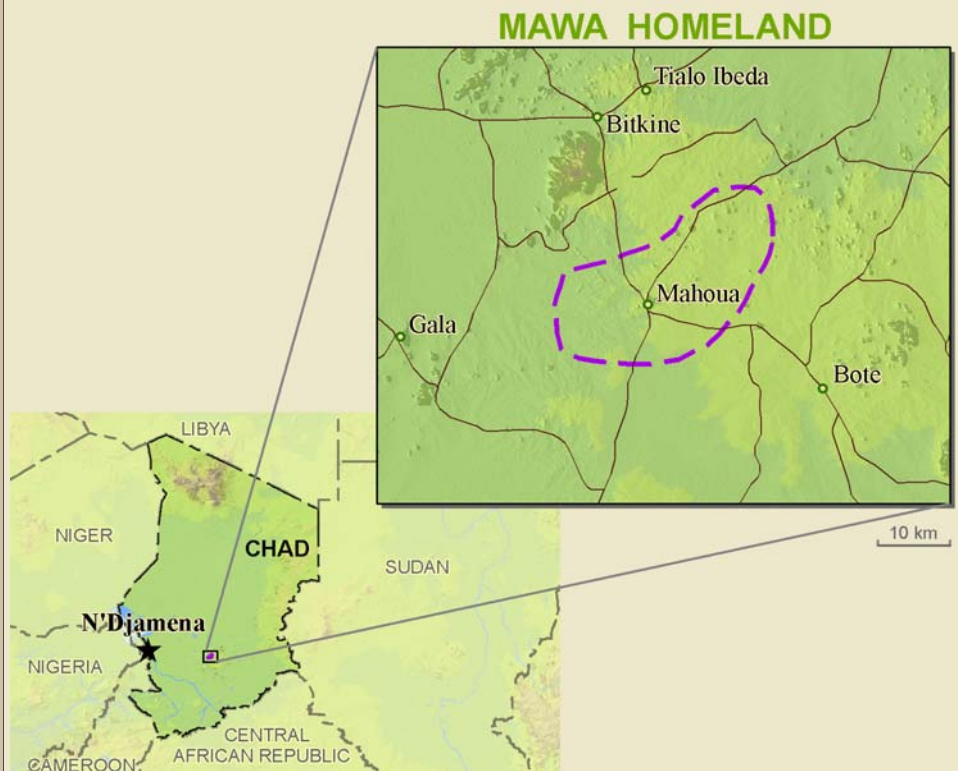 MAWA HOMELAND
Tialo Ibeda
Bitkine
Mahoua
Gala
Bote
LIBYA
10 km
NIGER
CHAD
SUDAN
N'Djamena
NIGERIA
CENTRAL
AFRICAN REPUBLIC
CAMEROON